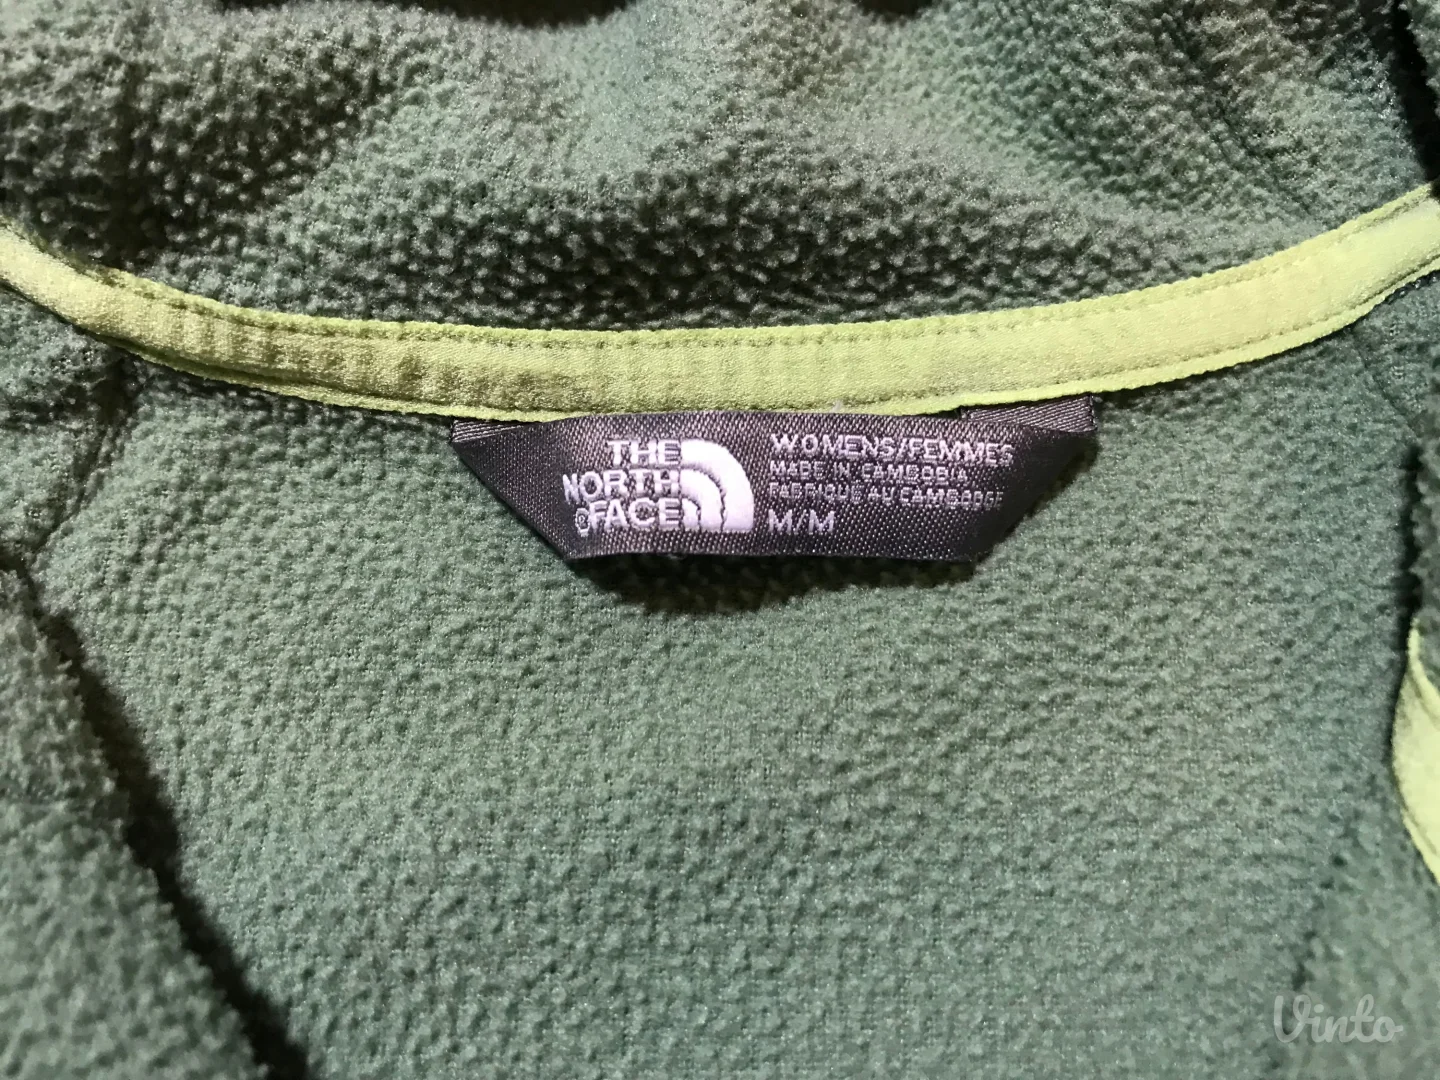 THE
NORTH
FACE
WOMENS/FEMMES
MADE IN CAMBODIA
FABRIQUE AU CAMBODGE
M/M
Vinto